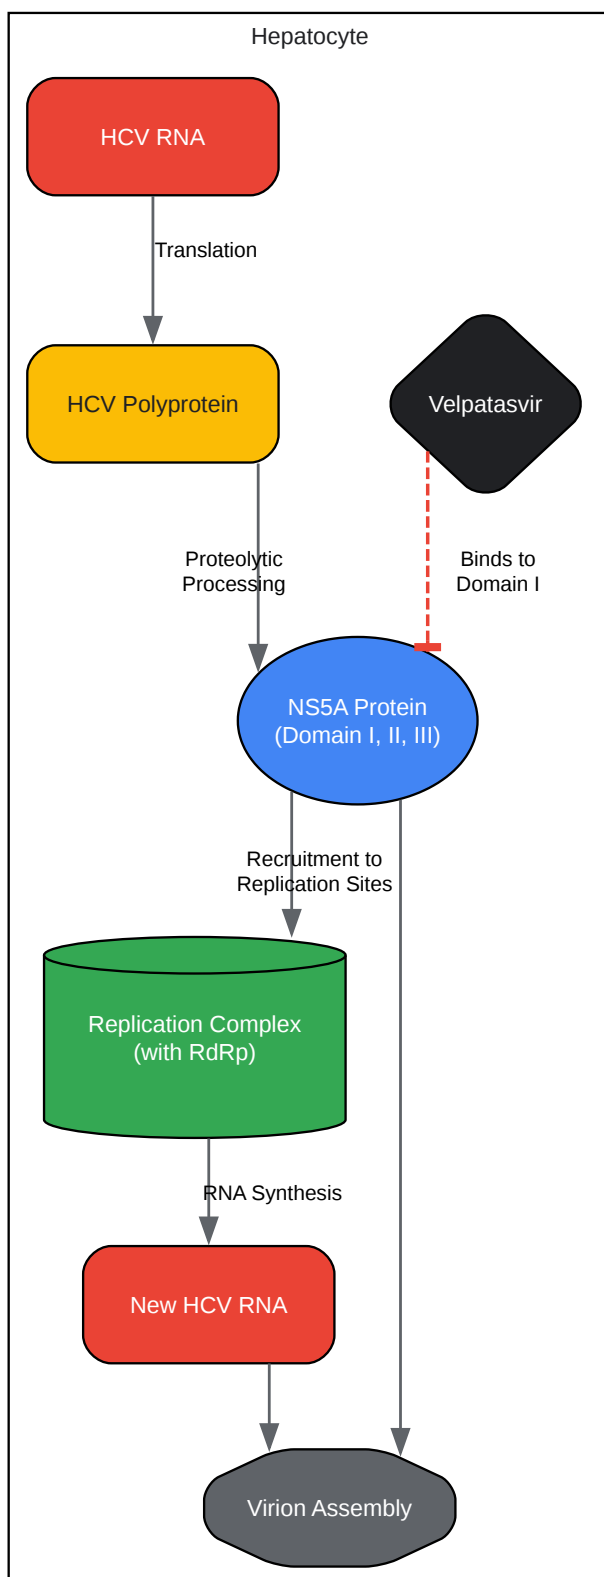 Hepatocyte
HCV RNA
Translation
HCV Polyprotein
Velpatasvir
Proteolytic
Processing
Binds to
Domain I
NS5A Protein
(Domain I, II, III)
Recruitment to
Replication Sites
Replication Complex
(with RdRp)
RNA Synthesis
New HCV RNA
Virion Assembly